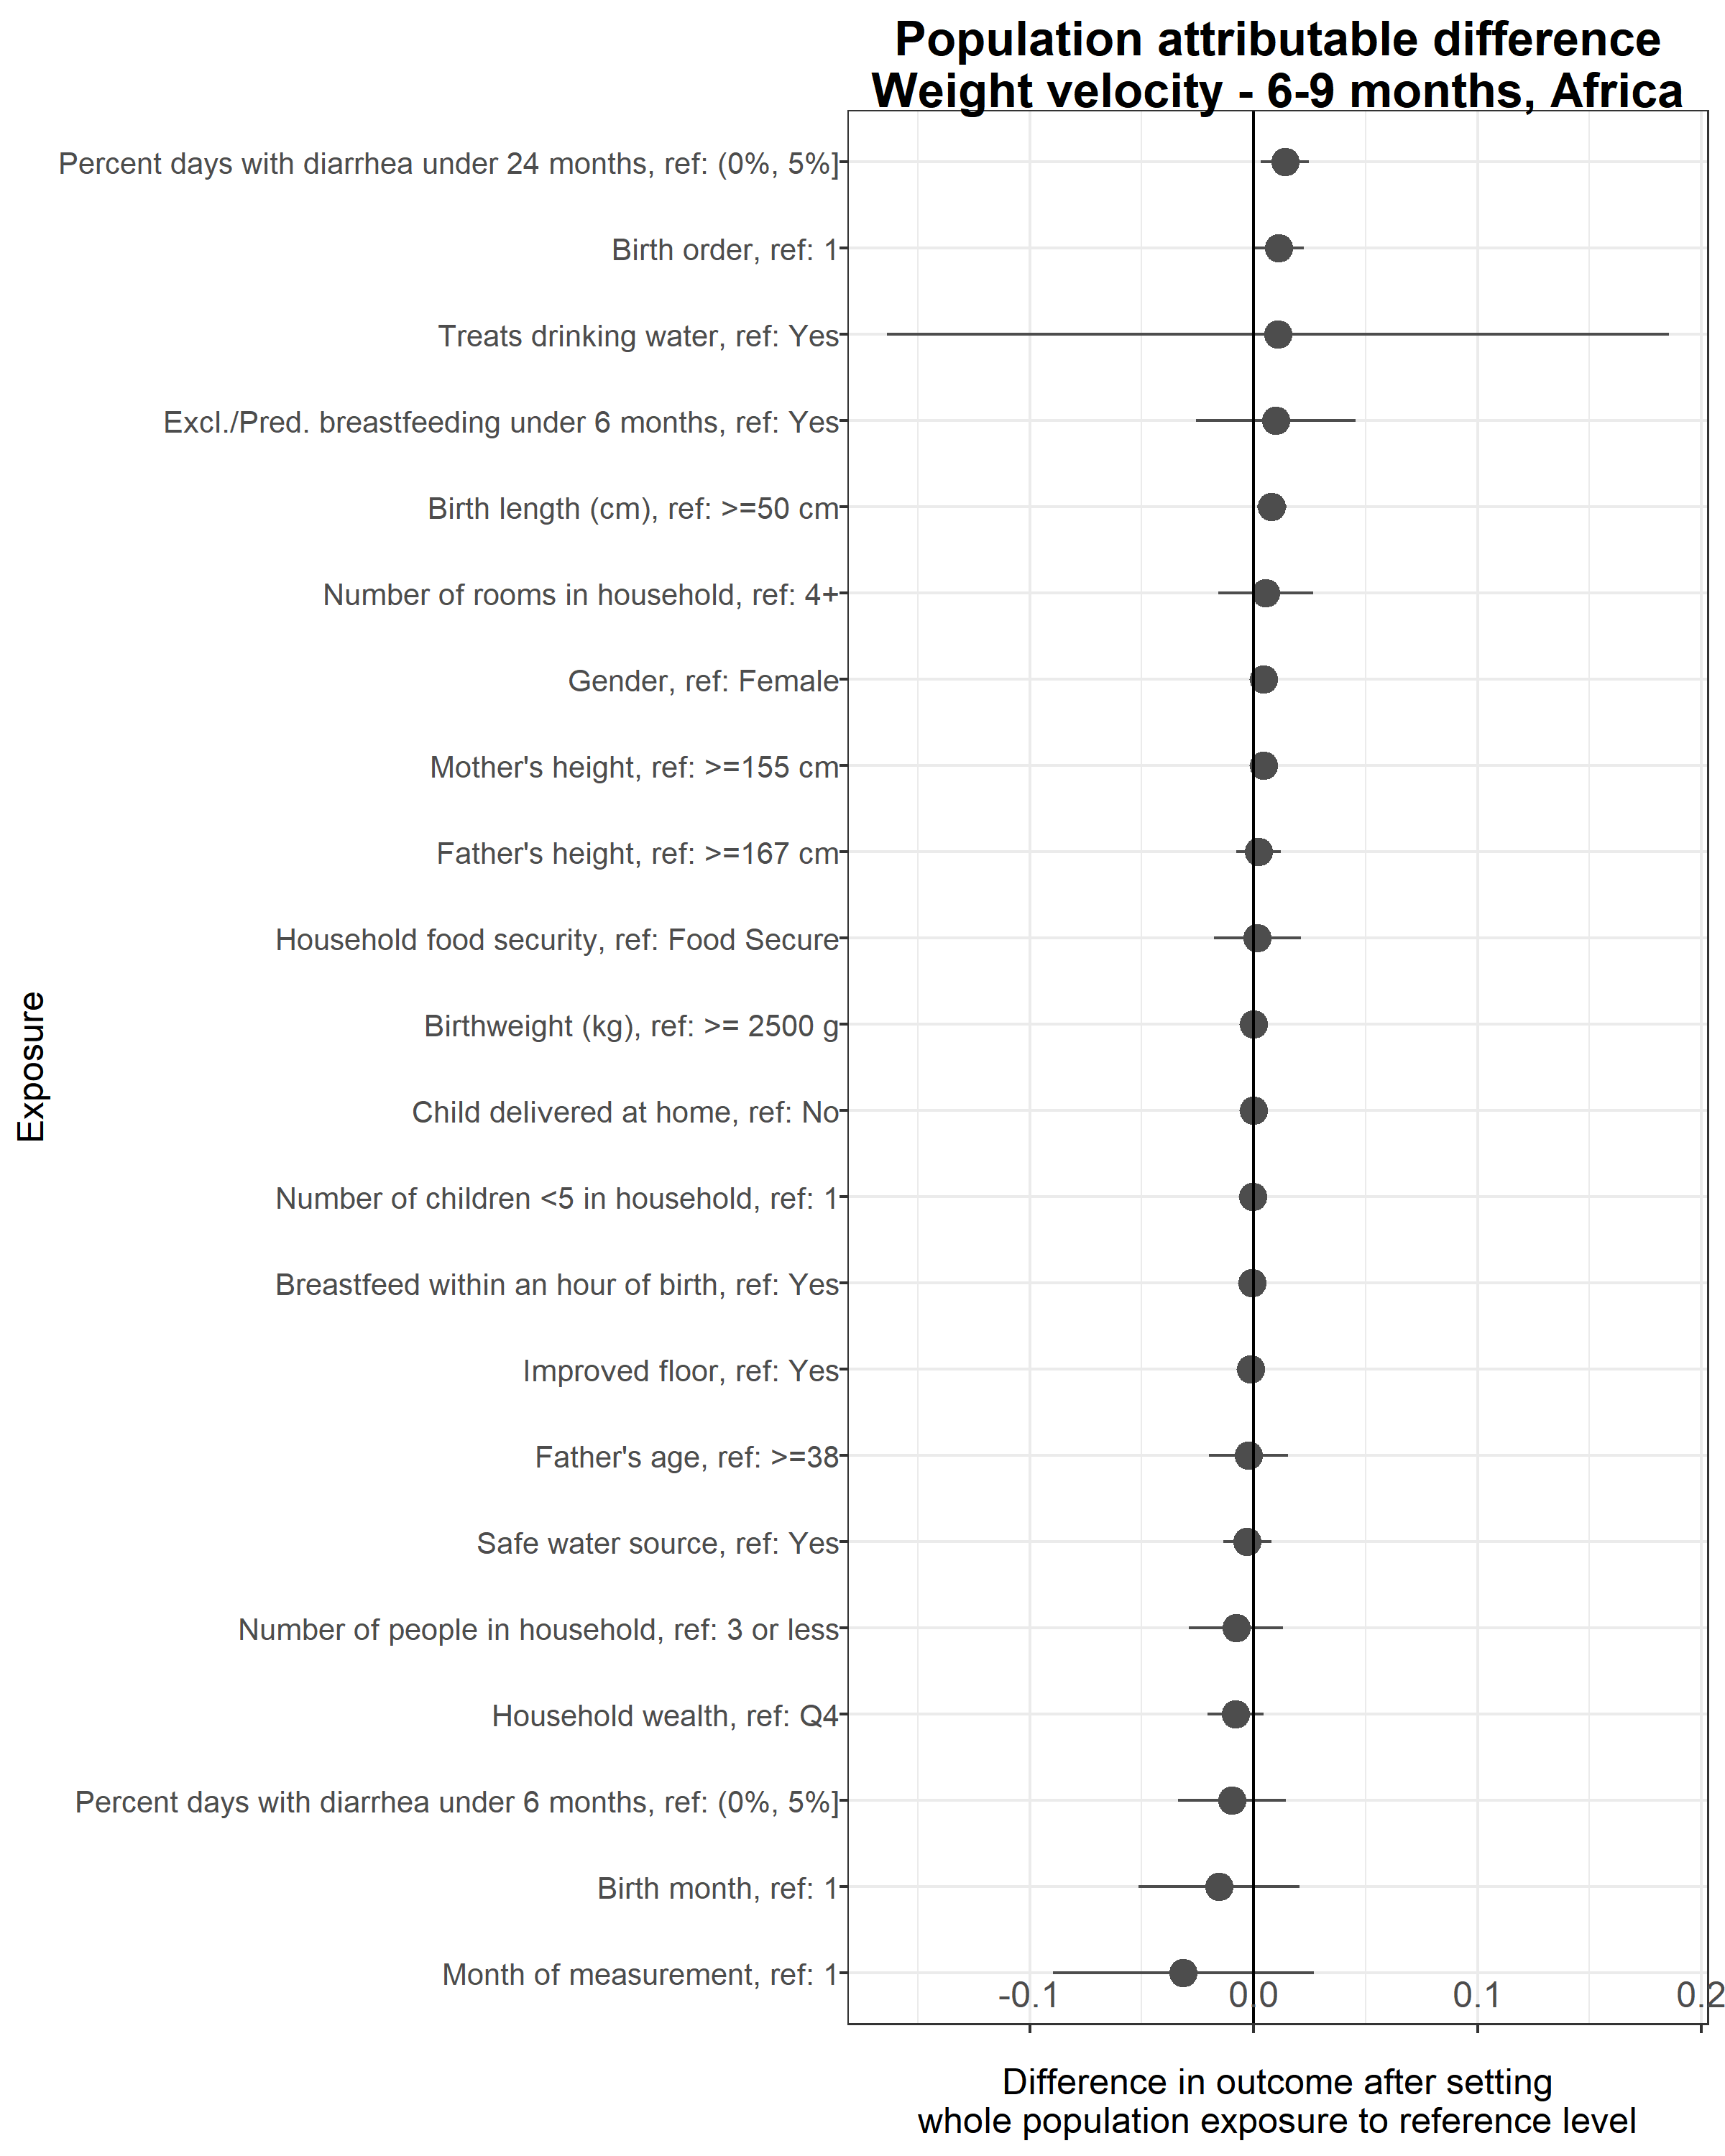 Population attributable difference
Weight velocity - 6-9 months, Africa
Percent days with diarrhea under 24 months, ref: (0%, 5%]
Birth order, ref: 1
Treats drinking water, ref: Yes
Excl./Pred. breastfeeding under 6 months, ref: Yes
Birth length (cm), ref: >=50 cm
Number of rooms in household, ref: 4+
Gender, ref: Female
Mother's height, ref: >=155 cm
Father's height, ref: >=167 cm
Household food security, ref: Food Secure
Birthweight (kg), ref: >= 2500 g
Child delivered at home, ref: No
Number of children <5 in household, ref: 1
Breastfeed within an hour of birth, ref: Yes
Improved floor, ref: Yes
Father's age, ref: >=38
Safe water source, ref: Yes
Number of people in household, ref: 3 or less
Household wealth, ref: Q4
Percent days with diarrhea under 6 months, ref: (0%, 5%]
Birth month, ref: 1
Month of measurement, ref: 1
Exposure
-0.1 0.0 0.1 0.2
Difference in outcome after setting
whole population exposure to reference level